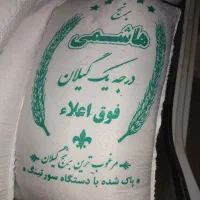 برنج
هاشمی
درجه یک گیلان
فوق اعلاء
مرغوب ترین برنج گیلان
پاک شده با دستگاه سورتینگ